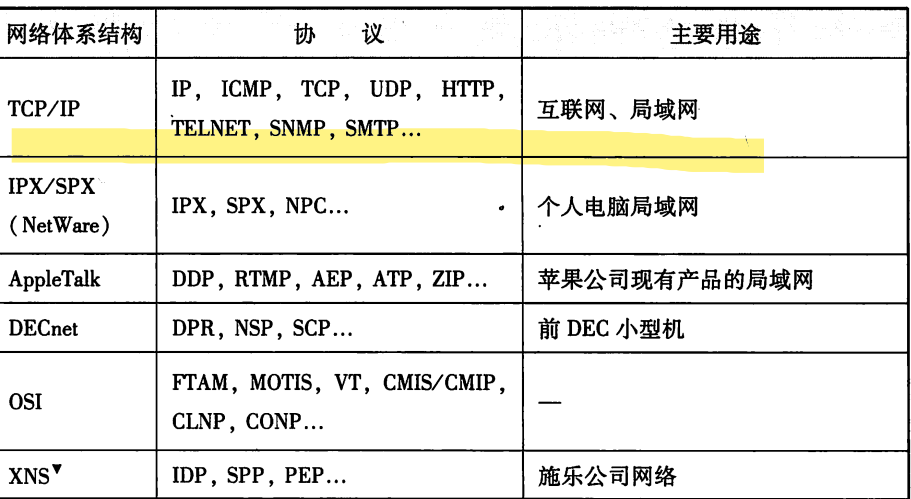 网络体系结构 协 议 主要用途
TCP/IP IP, ICMP, TCP, UDP, HTTP, 互联网、局域网
TELNET, SNMP, SMTP…
IPX/SPX IPX, SPX, NPC… 个人电脑局域网
(NetWare)
AppleTalk DDP, RTMP, AEP, ATP, ZIP… 苹果公司现有产品的局域网
DECnet DPR, NSP, SCP… 前 DEC 小型机
OSI FTAM, MOTIS, VT, CMIS/CMIP, —
CLNP, CONP…
XNS▼ IDP, SPP, PEP… 施乐公司网络